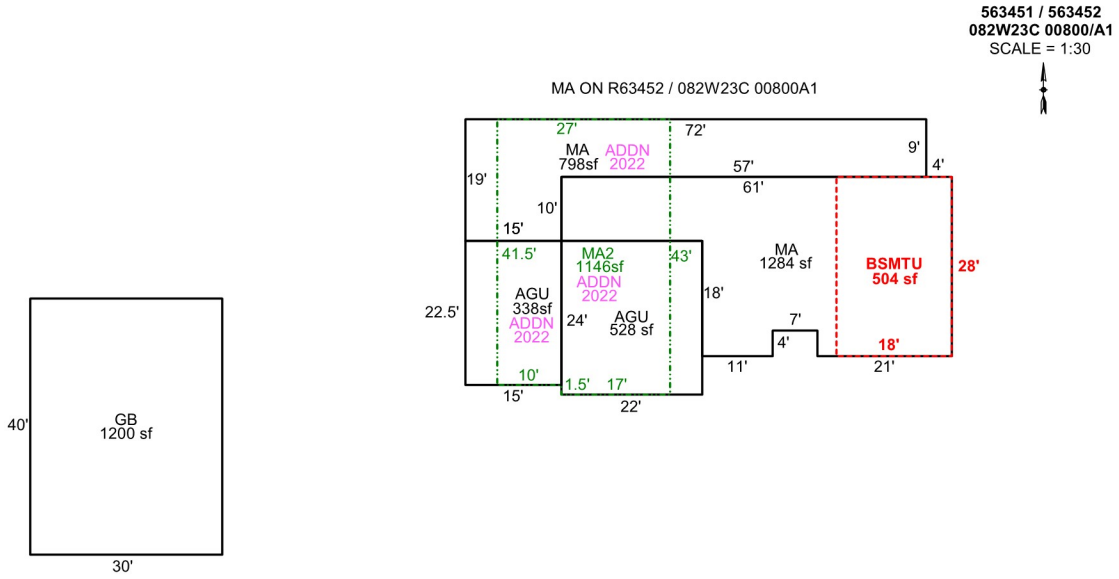 563451 / 563452
082W23C 00800/A1
SCALE = 1:30
MA ON R63452 / 082W23C 00800A1
27'
72'
MA
798sf
ADDN
2022
9'
57'
4'
61'
19'
10'
15'
41.5'
MA2
1146sf
ADDN
2022
43'
MA
1284 sf
BSMTU
504 sf
28'
AGU
338sf
ADDN
2022
24'
AGU
528 sf
18'
22.5'
7'
4'
11'
18'
21'
10'
15'
1.5'
17'
22'
GB
1200 sf
40'
30'